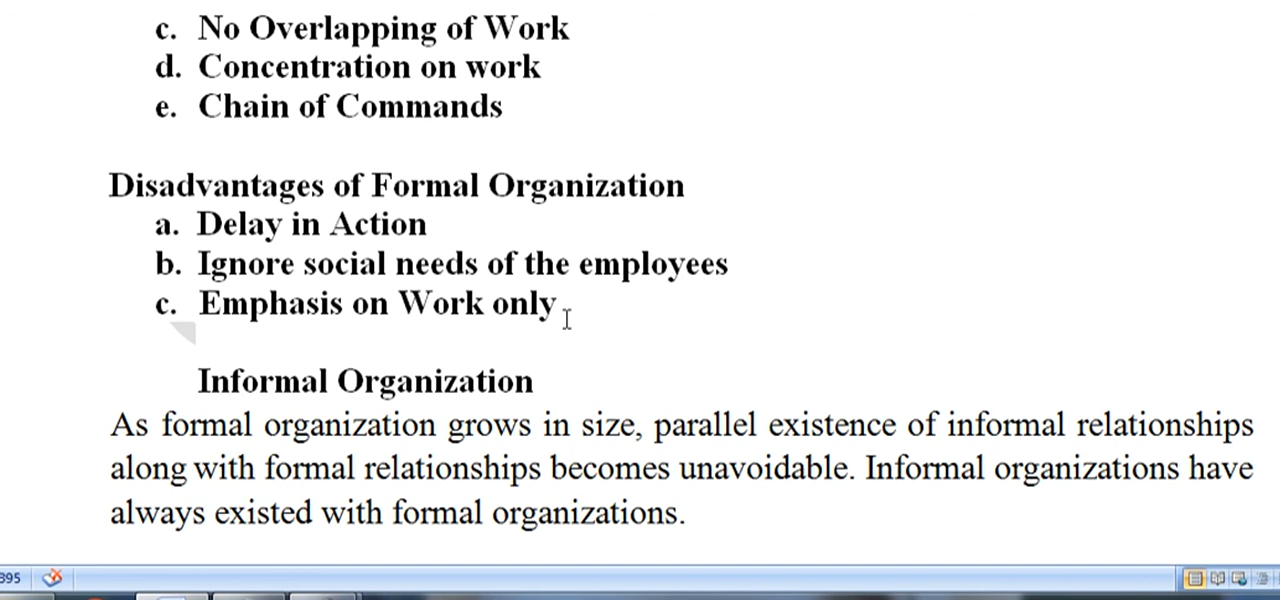 c. No Overlapping of Work
d. Concentration on work
e. Chain of Commands
Disadvantages of Formal Organization
a. Delay in Action
b. Ignore social needs of the employees
c. Emphasis on Work only
Informal Organization
As formal organization grows in size, parallel existence of informal relationships
along with formal relationships becomes unavoidable. Informal organizations have
always existed with formal organizations.
395